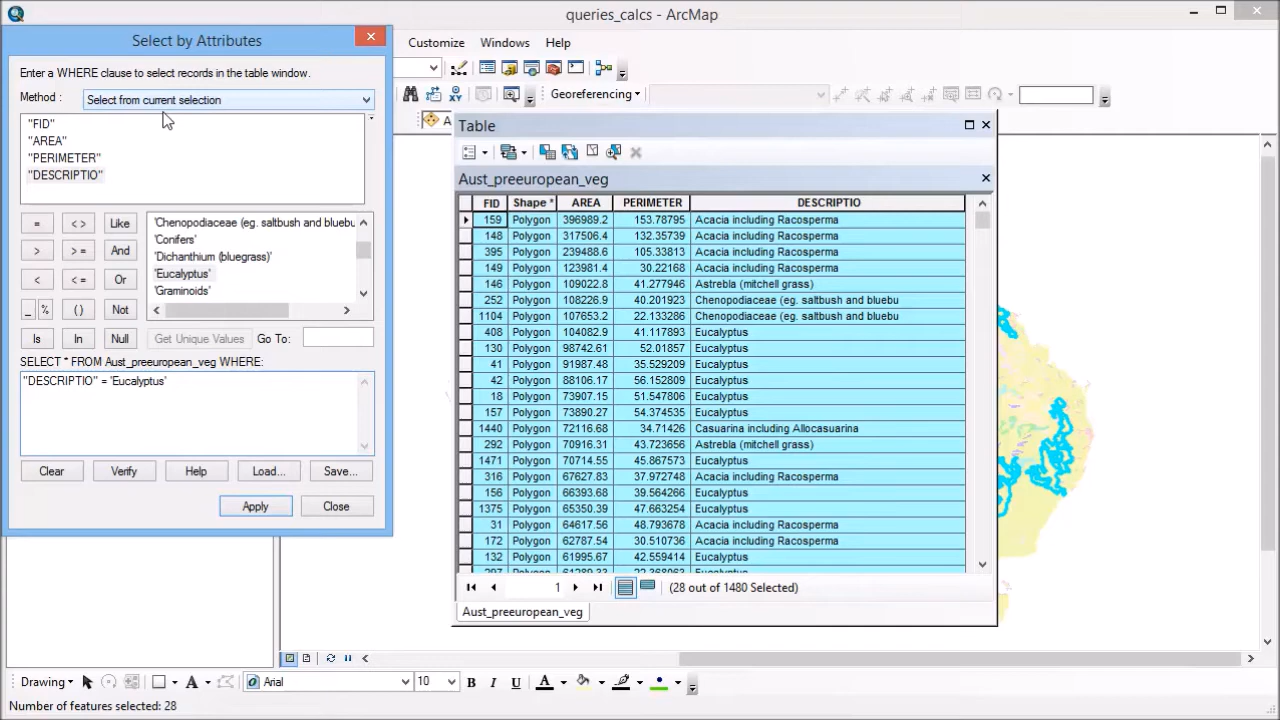 queries_calcs - ArcMap
Select by Attributes
Customize Windows Help
Enter a WHERE clause to select records in the table window.
Method : Select from current selection
Georeferencing
"FID"
"AREA"
"PERIMETER"
"DESCRIPTIO"
= < > Like
> > = And
< < = Or
_ % ( ) Not
Is In Null
'Chenopodiaceae (eg. saltbush and bluebu
'Conifers'
'Dichanthium (bluegrass)'
'Eucalyptus'
'Graminoids'
Get Unique Values Go To:
SELECT * FROM Aust_preeuropean_veg WHERE:
"DESCRIPTIO" = 'Eucalyptus'
Clear Verify Help Load... Save...
Apply Close
Table
Aust_preeuropean_veg
FID Shape * AREA PERIMETER DESCRIPTIO
159 Polygon 396989.2 153.78795 Acacia including Racosperma
148 Polygon 317506.4 132.35739 Acacia including Racosperma
395 Polygon 239488.6 105.33813 Acacia including Racosperma
149 Polygon 123981.4 30.22168 Acacia including Racosperma
146 Polygon 109022.8 41.277946 Astrebla (mitchell grass)
252 Polygon 108226.9 40.201923 Chenopodiaceae (eg. saltbush and bluebu
1104 Polygon 107653.2 22.133286 Chenopodiaceae (eg. saltbush and bluebu
408 Polygon 104082.9 41.117893 Eucalyptus
130 Polygon 98742.61 52.01857 Eucalyptus
41 Polygon 91987.48 35.529209 Eucalyptus
42 Polygon 88106.17 56.152809 Eucalyptus
18 Polygon 73907.15 51.547806 Eucalyptus
157 Polygon 73890.27 54.374535 Eucalyptus
1440 Polygon 72116.68 34.71426 Casuarina including Allocasuarina
292 Polygon 70916.31 43.723656 Astrebla (mitchell grass)
1471 Polygon 70714.55 45.867573 Eucalyptus
316 Polygon 67627.83 37.972748 Acacia including Racosperma
156 Polygon 66393.68 39.564266 Eucalyptus
1375 Polygon 65350.39 47.663254 Eucalyptus
31 Polygon 64617.56 48.793678 Acacia including Racosperma
172 Polygon 62787.54 30.510736 Acacia including Racosperma
132 Polygon 61995.67 42.559414 Eucalyptus
1 (28 out of 1480 Selected)
Aust_preeuropean_veg
Drawing A Arial 10 B I U A
Number of features selected: 28